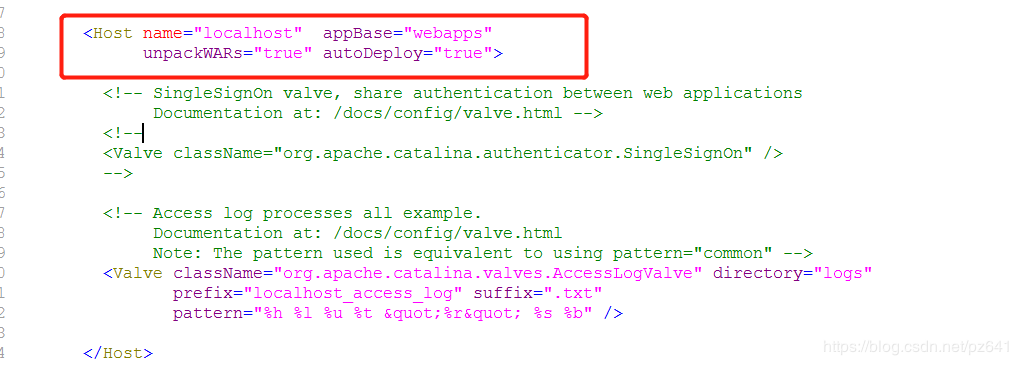 7
8 <Host name="localhost"  appBase="webapps"
9 unpackWARs="true" autoDeploy="true">
0
1 <!-- SingleSignOn valve, share authentication between web applications
2 Documentation at: /docs/config/valve.html -->
3 <!--
4 <Valve className="org.apache.catalina.authenticator.SingleSignOn" />
5 -->
6
7 <!-- Access log processes all example.
8 Documentation at: /docs/config/valve.html
9 Note: The pattern used is equivalent to using pattern="common" -->
0 <Valve className="org.apache.catalina.valves.AccessLogValve" directory="logs"
1 prefix="localhost_access_log" suffix=".txt"
2 pattern="%h %l %u %t &quot;%r&quot; %s %b" />
3
4 </Host>
https://blog.csdn.net/pz641